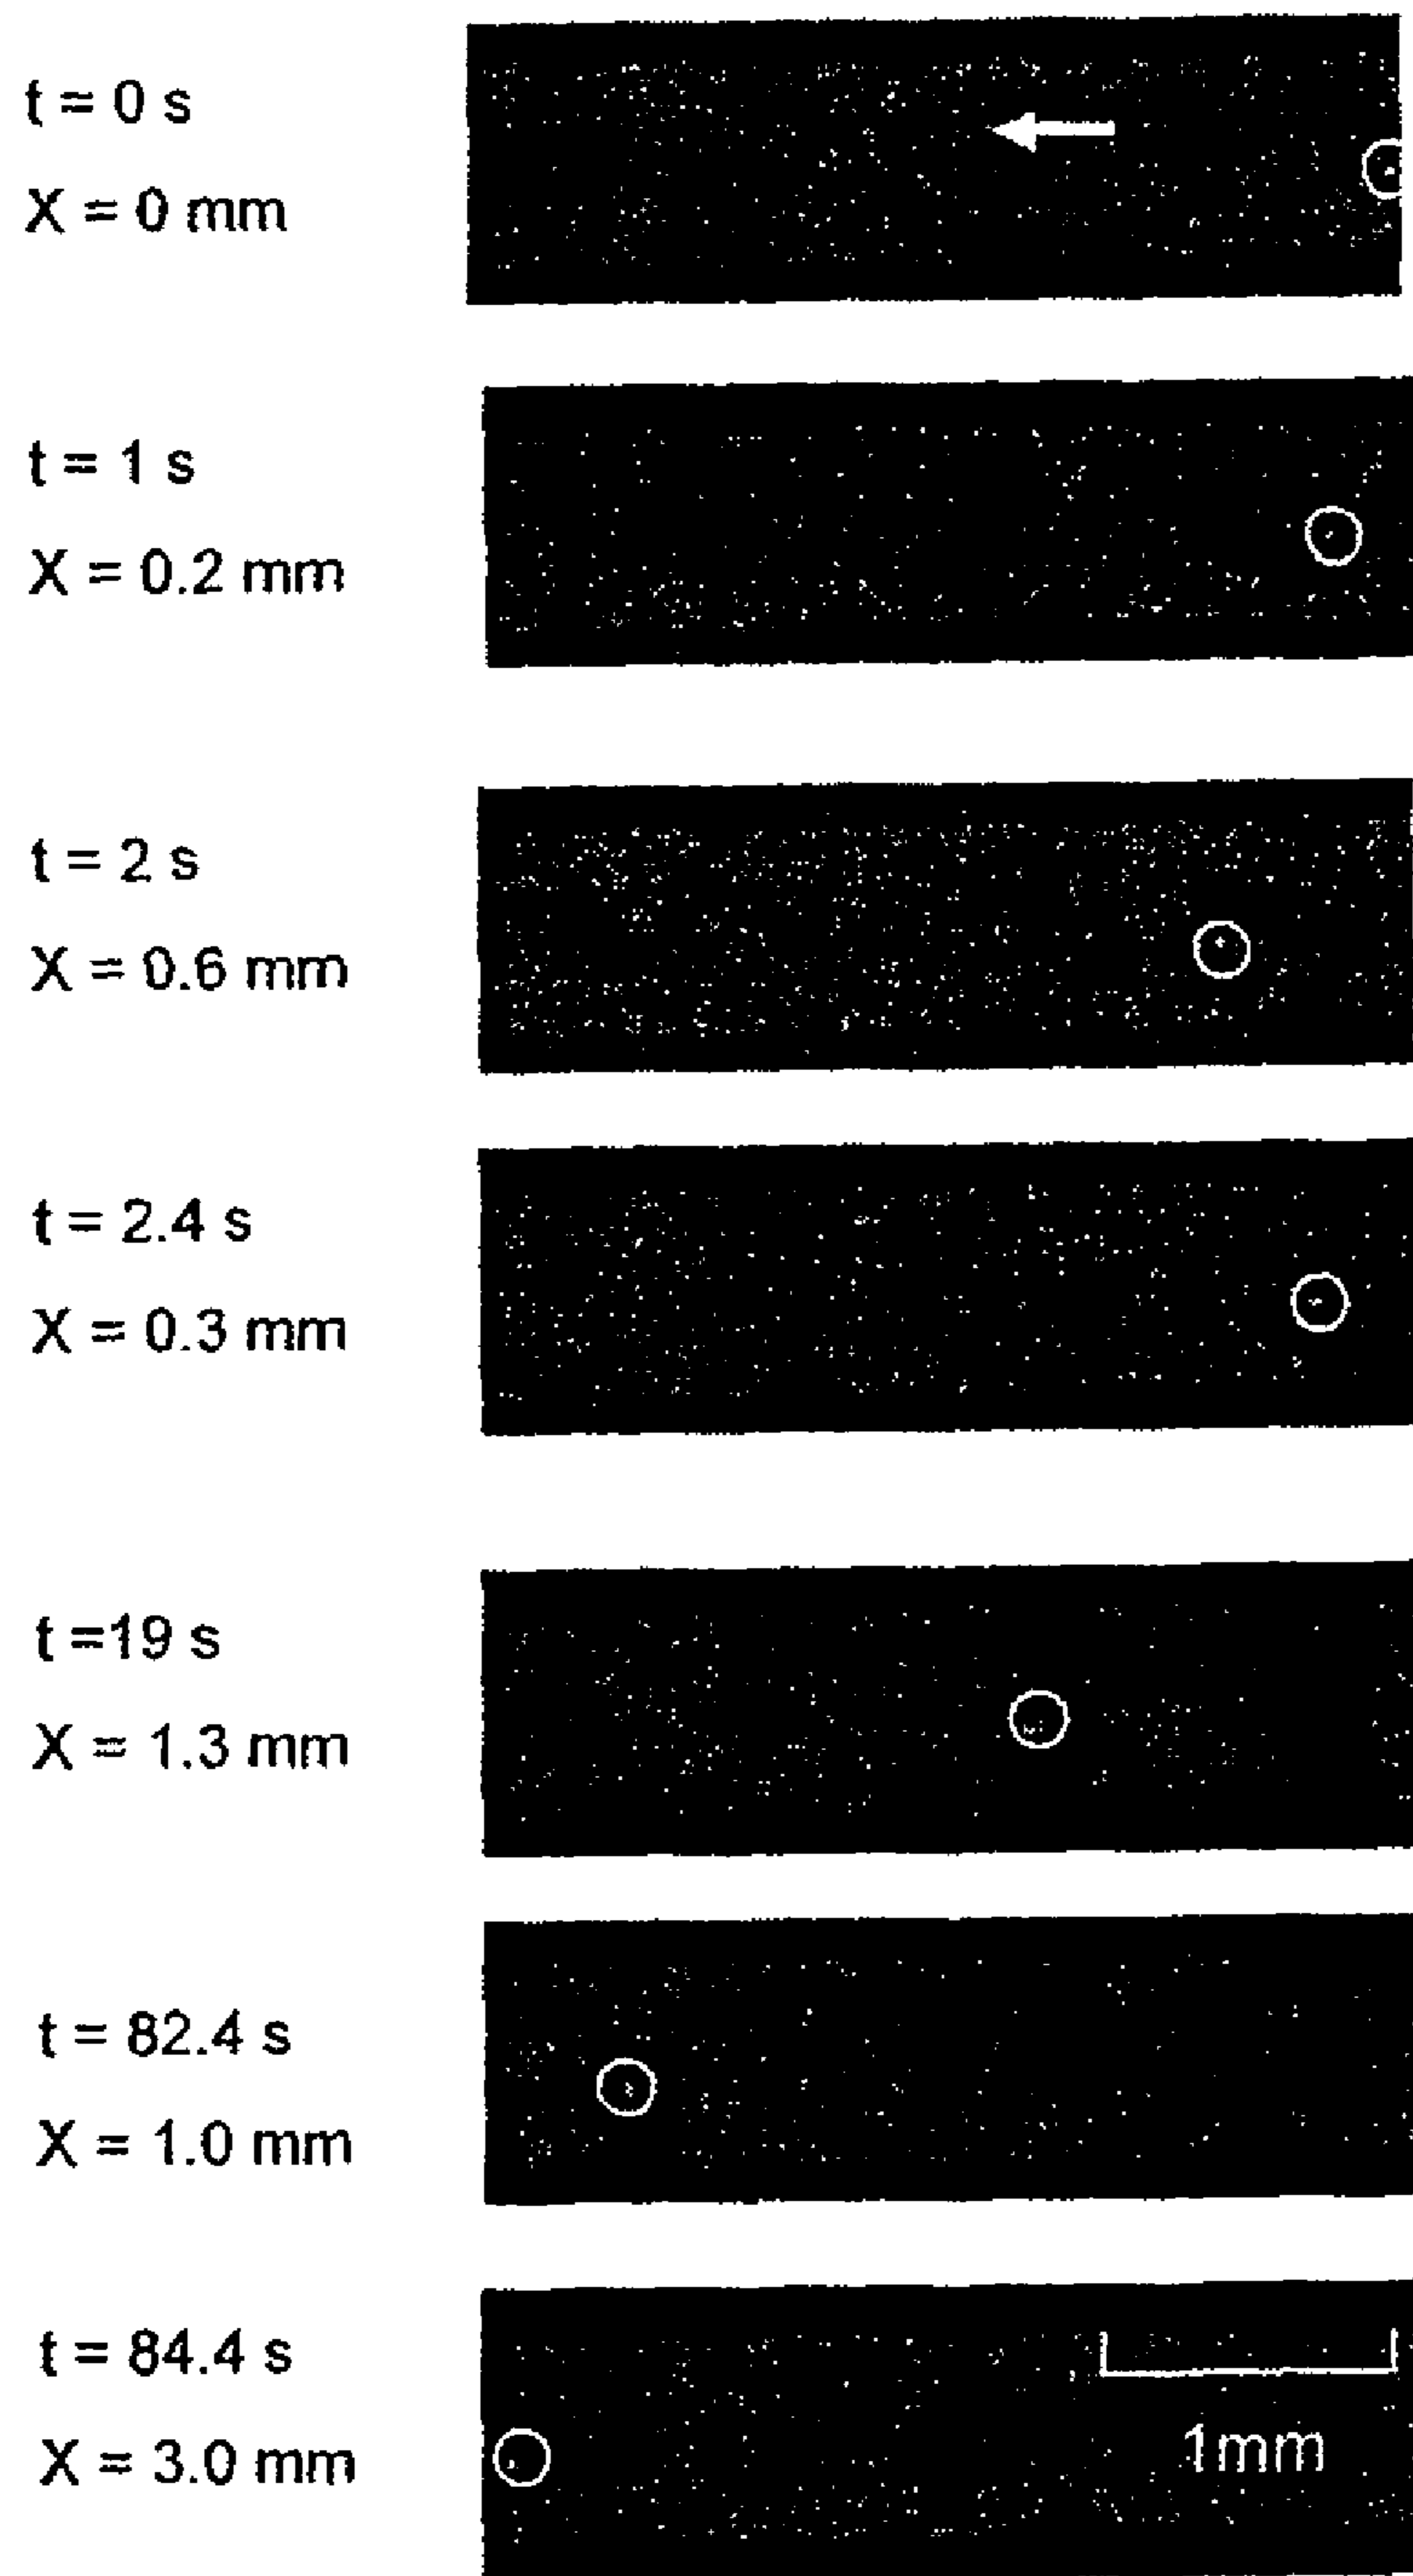 t = 0 s
X = 0 mm
t = 1 s
X = 0.2 mm
t = 2 s
X = 0.6 mm
t = 2.4 s
X = 0.3 mm
t =19 s
X = 1.3 mm
t = 82.4 s
X = 1.0 mm
t = 84.4 s
X = 3.0 mm
1mm